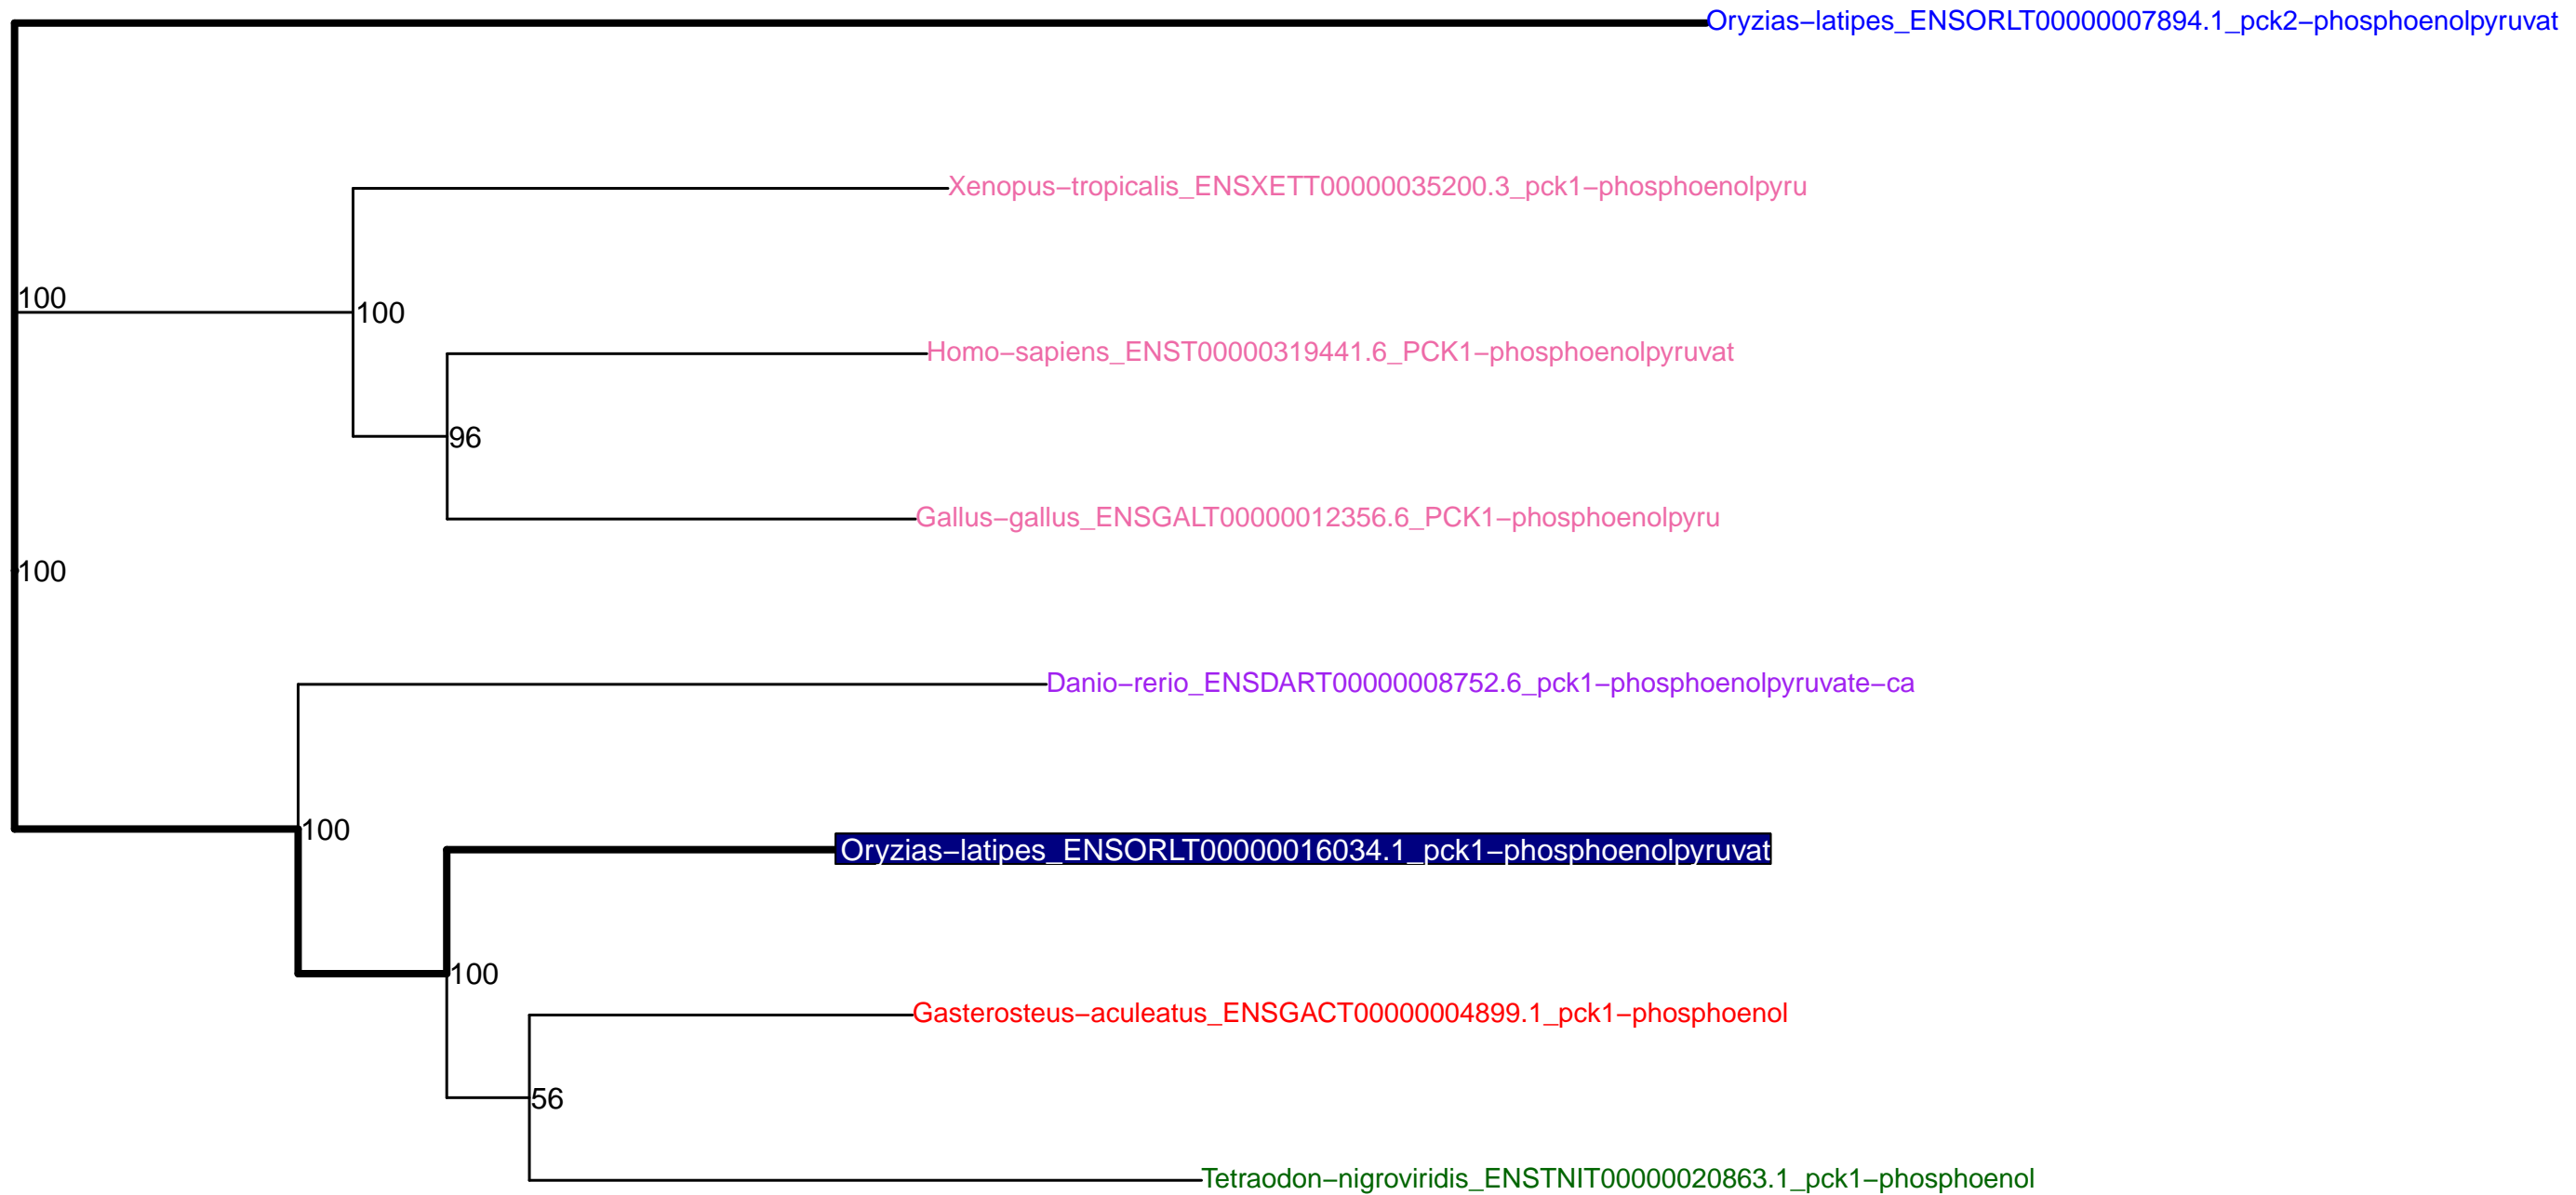 Oryzias−latipes_ENSORLT00000007894.1_pck2−phosphoenolpyruvat
Xenopus−tropicalis_ENSXETT00000035200.3_pck1−phosphoenolpyru
100
100
Homo−sapiens_ENST00000319441.6_PCK1−phosphoenolpyruvat
96
Gallus−gallus_ENSGALT00000012356.6_PCK1−phosphoenolpyru
100
Danio−rerio_ENSDART00000008752.6_pck1−phosphoenolpyruvate−ca
100
Oryzias−latipes_ENSORLT00000016034.1_pck1−phosphoenolpyruvat
100
Gasterosteus−aculeatus_ENSGACT00000004899.1_pck1−phosphoenol
56
Tetraodon−nigroviridis_ENSTNIT00000020863.1_pck1−phosphoenol